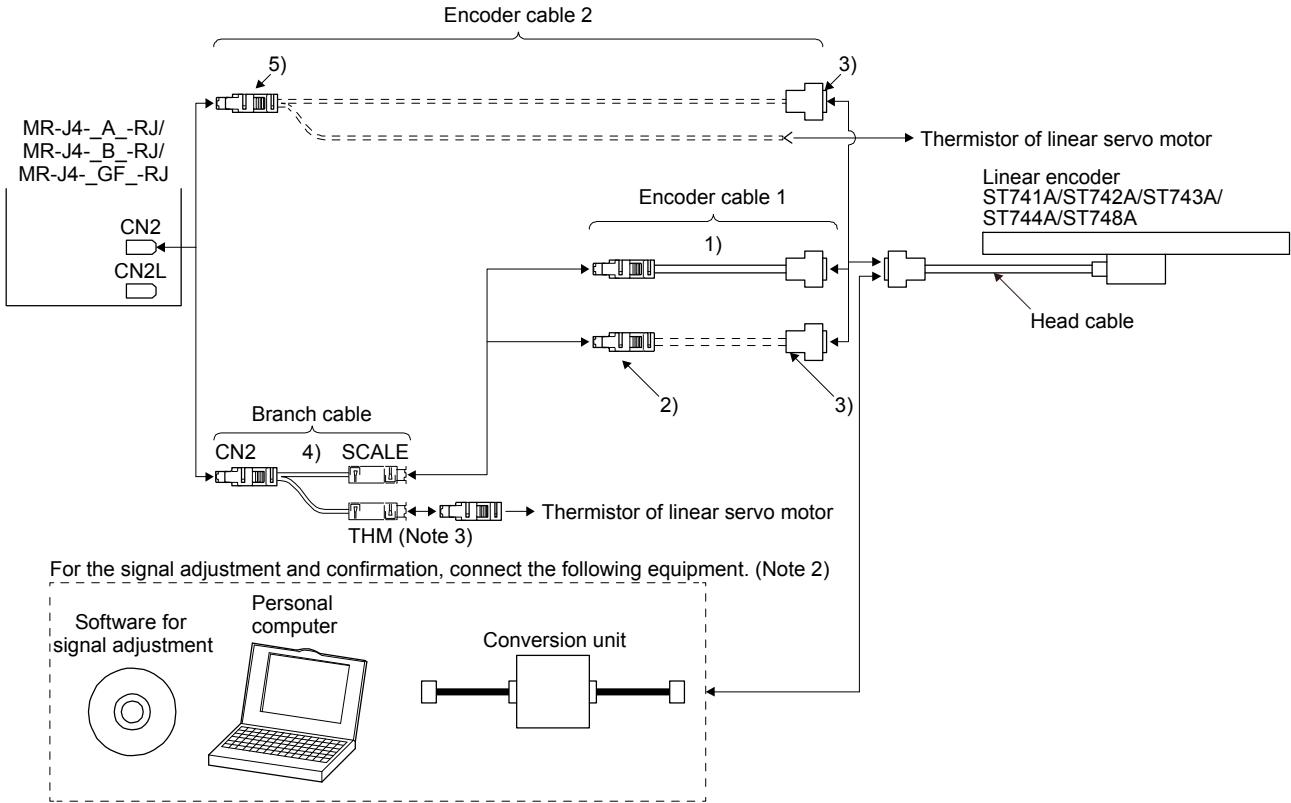 Encoder cable 2
5)
3)
MR-J4-_A_-RJ/
MR-J4-_B_-RJ/
MR-J4-_GF_-RJ
Thermistor of linear servo motor
Linear encoder
ST741A/ST742A/ST743A/
ST744A/ST748A
Encoder cable 1
1)
CN2
CN2L
Head cable
2)
3)
Branch cable
CN2
4)
SCALE
Thermistor of linear servo motor
THM (Note 3)
For the signal adjustment and confirmation, connect the following equipment. (Note 2)
Software for
signal adjustment
Personal
computer
Conversion unit